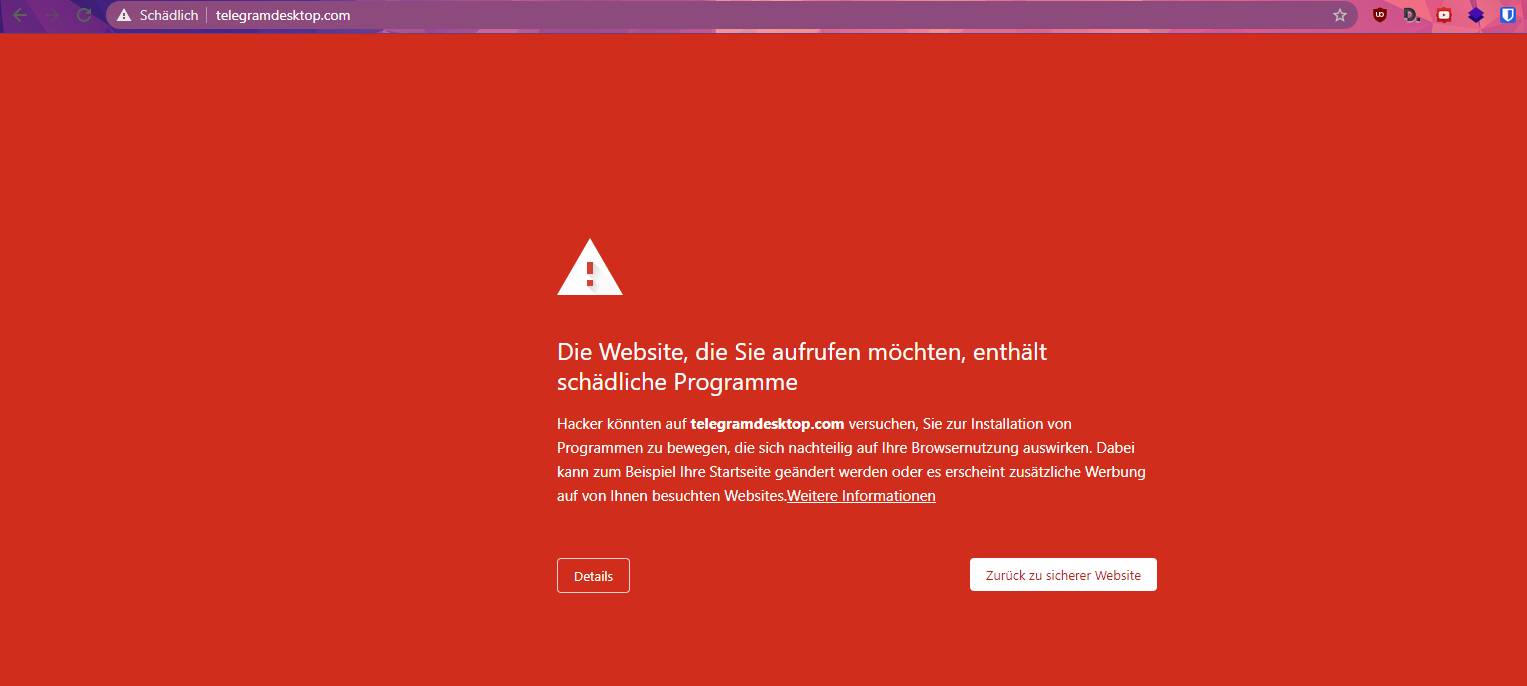 Schädlich telegramdesktop.com
Die Website, die Sie aufrufen möchten, enthält
schädliche Programme
Hacker könnten auf telegramdesktop.com versuchen, Sie zur Installation von
Programmen zu bewegen, die sich nachteilig auf Ihre Browsernutzung auswirken. Dabei
kann zum Beispiel Ihre Startseite geändert werden oder es erscheint zusätzliche Werbung
auf von Ihnen besuchten Websites.Weitere Informationen
Details
Zurück zu sicherer Website